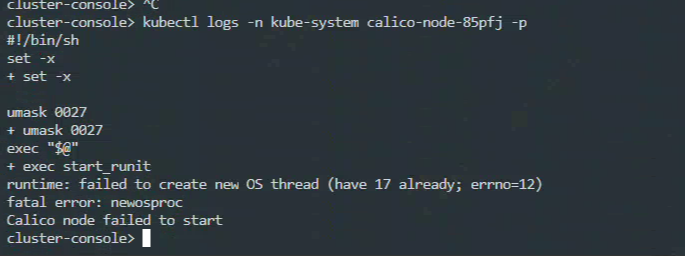 cluster-console> ^C
cluster-console> kubectl logs -n kube-system calico-node-85pfj -p
#!/bin/sh
set -x
+ set -x
umask 0027
+ umask 0027
exec "$@"
+ exec start_runit
runtime: failed to create new OS thread (have 17 already; errno=12)
fatal error: newosproc
Calico node failed to start
cluster-console>